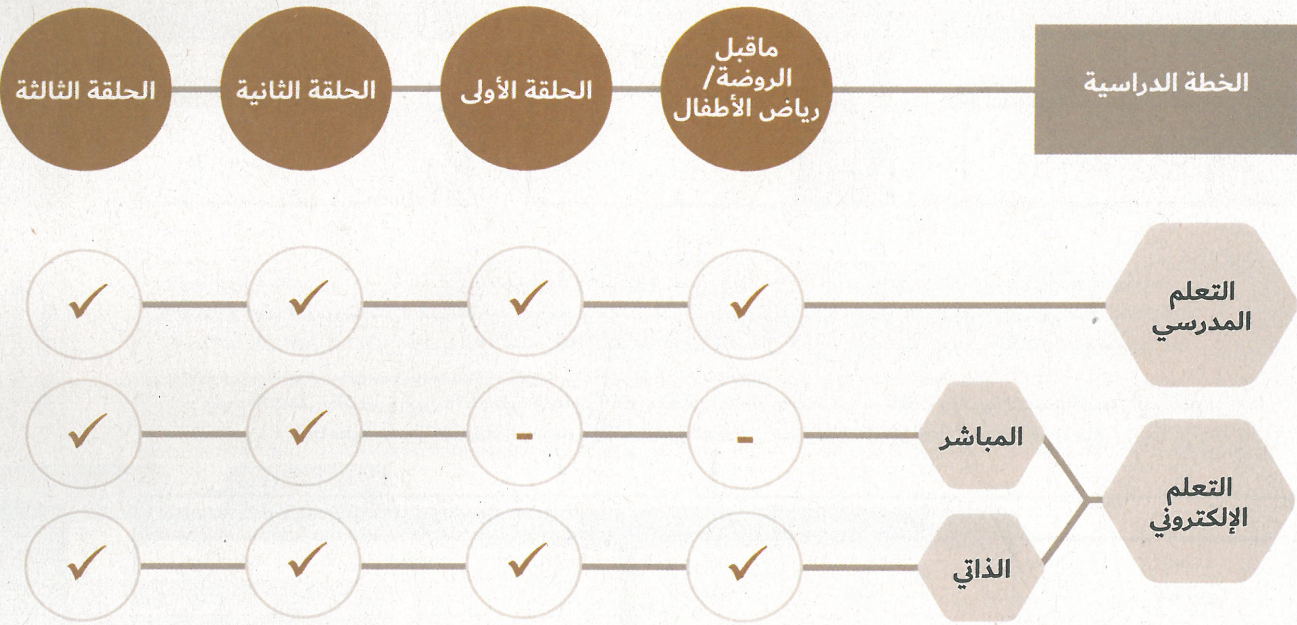 الخطة الدراسية
ماقبل
الروضة/
رياض الأطفال
الحلقة الأولى
الحلقة الثانية
الحلقة الثالثة
التعلم
المدرسي
✓ ✓ ✓ ✓
التعلم
الإلكتروني
المباشر
- - ✓ ✓
الذاتي
✓ ✓ ✓ ✓